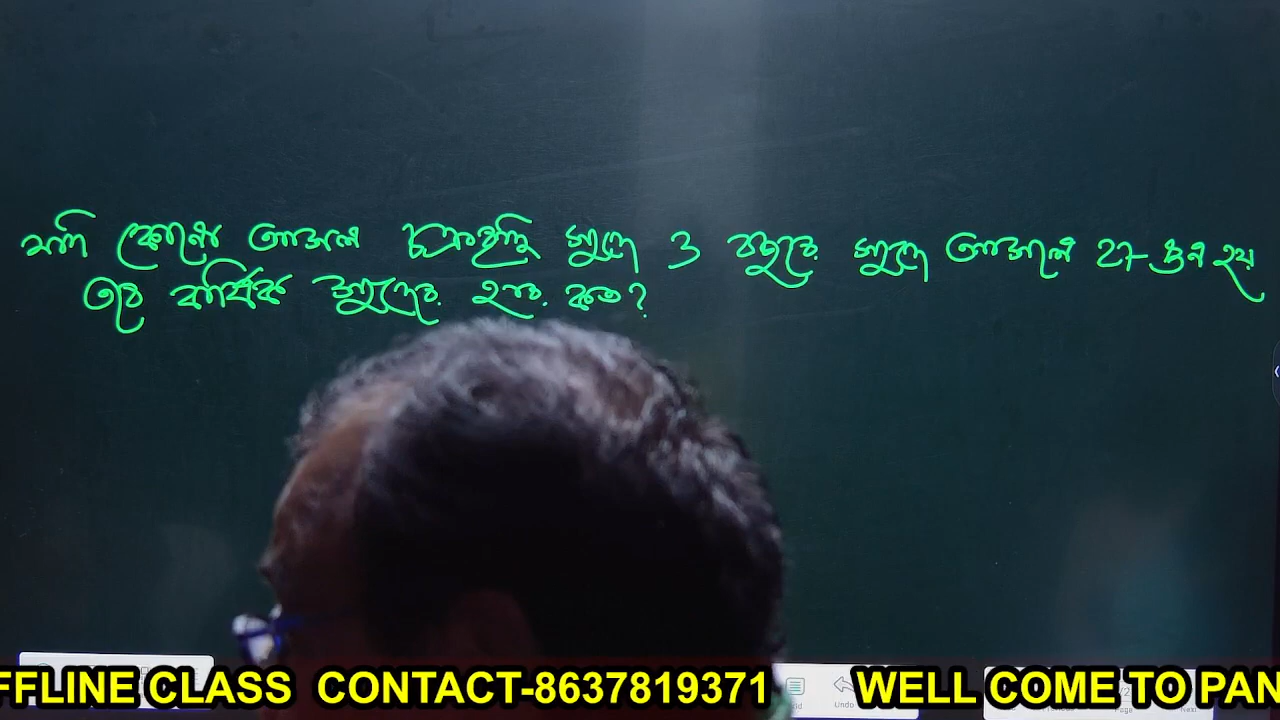 যদি কোনো আসল চক্রবৃদ্ধি সুদে 3 বছরে সুদে আসলে 27 গুন হয়
তবে বার্ষিক সুদের হার কত?
FFLINE CLASS CONTACT-8637819371 WELL COME TO PAN
Undo